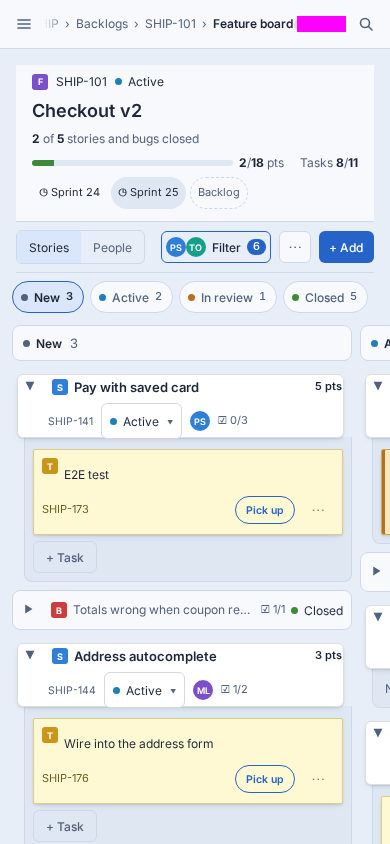 IP › Backlogs › SHIP-101 › Feature board
F SHIP-101 Active
Checkout v2
2 of 5 stories and bugs closed
2/18 pts Tasks 8/11
Sprint 24 Sprint 25 Backlog
Stories People PS TO Filter 6 ... + Add
New 3 Active 2 In review 1 Closed 5
New 3 A
S Pay with saved card 5 pts
SHIP-141 Active PS 0/3
T E2E test
SHIP-173 Pick up ...
+ Task
B Totals wrong when coupon re... 1/1 Closed
S Address autocomplete 3 pts
SHIP-144 Active ML 1/2
T Wire into the address form
SHIP-176 Pick up ...
+ Task